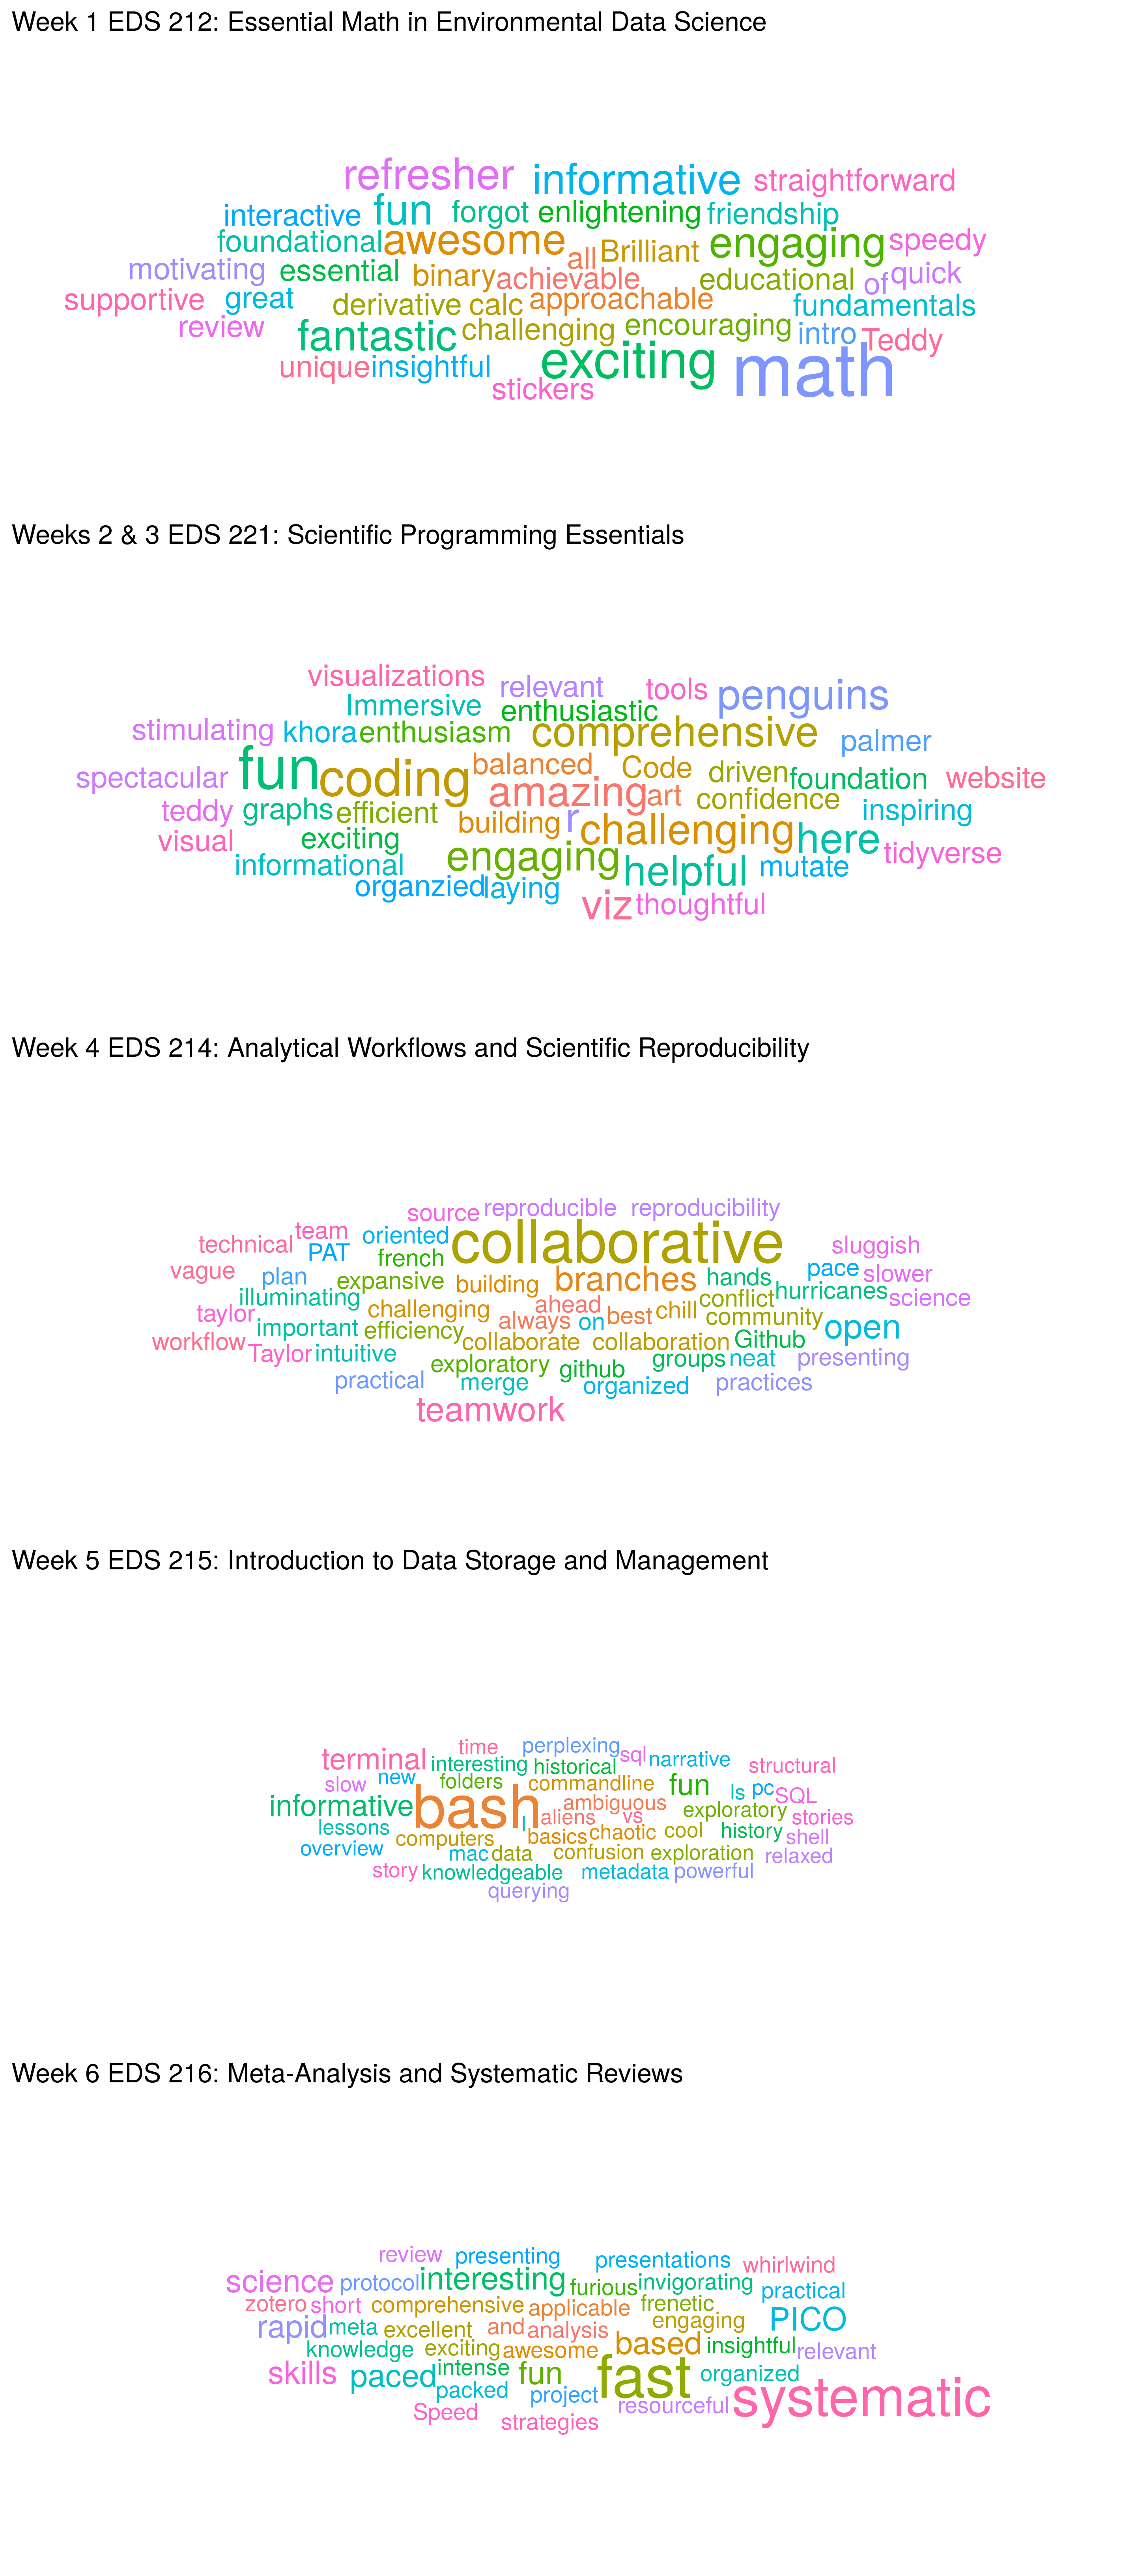 Week 1 EDS 212: Essential Math in Environmental Data Science
refresher informative straightforward
interactive fun forgot enlightening friendship
foundational awesome all Brilliant engaging speedy
motivating essential binary achievable educational of quick
supportive great derivative calc approachable fundamentals
review fantastic challenging encouraging intro Teddy
unique insightful exciting math
stickers
Weeks 2 & 3 EDS 221: Scientific Programming Essentials
visualizations relevant tools penguins
Immersive enthusiastic
stimulating khora enthusiasm comprehensive palmer
spectacular fun coding balanced Code driven foundation website
teddy graphs efficient amazing art confidence inspiring
visual exciting building r challenging here tidyverse
informational engaging helpful mutate
organzied laying viz thoughtful
Week 4 EDS 214: Analytical Workflows and Scientific Reproducibility
source reproducible reproducibility
technical team oriented collaborative sluggish
vague PAT french pace slower
plan expansive building branches hands hurricanes science
illuminating challenging ahead best chill conflict community
taylor important efficiency always on open
workflow Taylor intuitive collaborate collaboration Github
exploratory github groups neat presenting
practical merge organized practices
teamwork
Week 5 EDS 215: Introduction to Data Storage and Management
time perplexing sql narrative
terminal interesting historical structural
slow new folders commandline fun ls pc SQL
informative bash l aliens ambiguous vs exploratory stories
lessons computers basics chaotic cool history shell
overview mac data confusion exploration relaxed
story knowledgeable metadata powerful
querying
Week 6 EDS 216: Meta-Analysis and Systematic Reviews
review presenting presentations whirlwind
science protocol interesting furious invigorating practical
zotero short comprehensive applicable frenetic
rapid meta excellent and analysis engaging PICO
knowledge exciting awesome based insightful relevant
skills paced intense fun fast organized
packed project resourceful systematic
Speed strategies